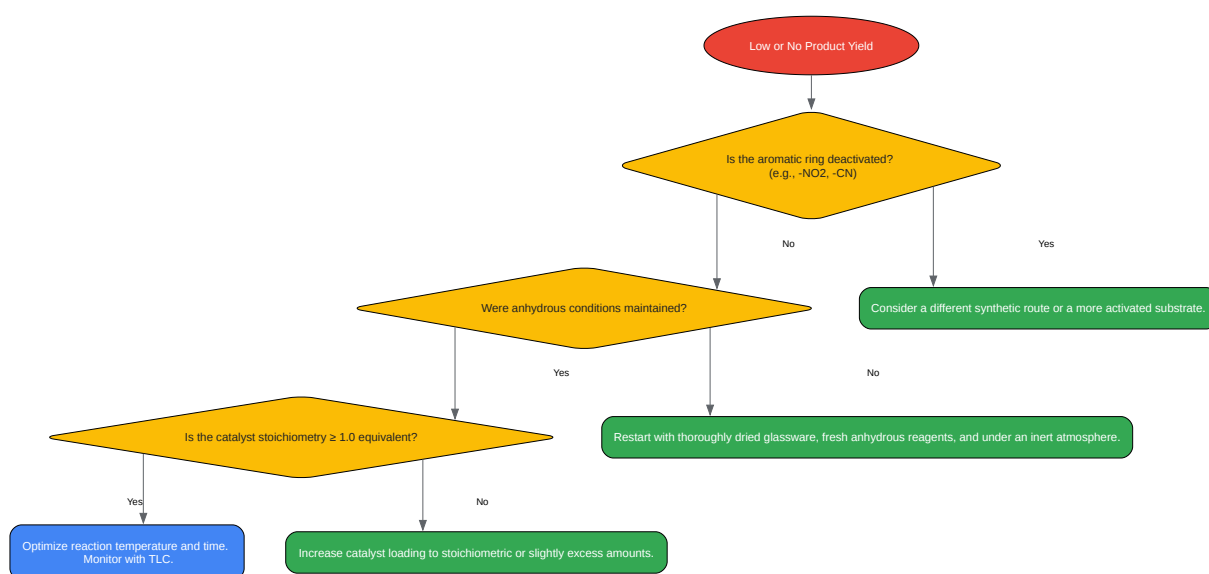 Low or No Product Yield
Is the aromatic ring deactivated?
(e.g., -NO2, -CN)
No
Yes
Were anhydrous conditions maintained?
Consider a different synthetic route or a more activated substrate.
Yes
No
Is the catalyst stoichiometry ≥ 1.0 equivalent?
Restart with thoroughly dried glassware, fresh anhydrous reagents, and under an inert atmosphere.
Yes
No
Optimize reaction temperature and time.
Monitor with TLC.
Increase catalyst loading to stoichiometric or slightly excess amounts.